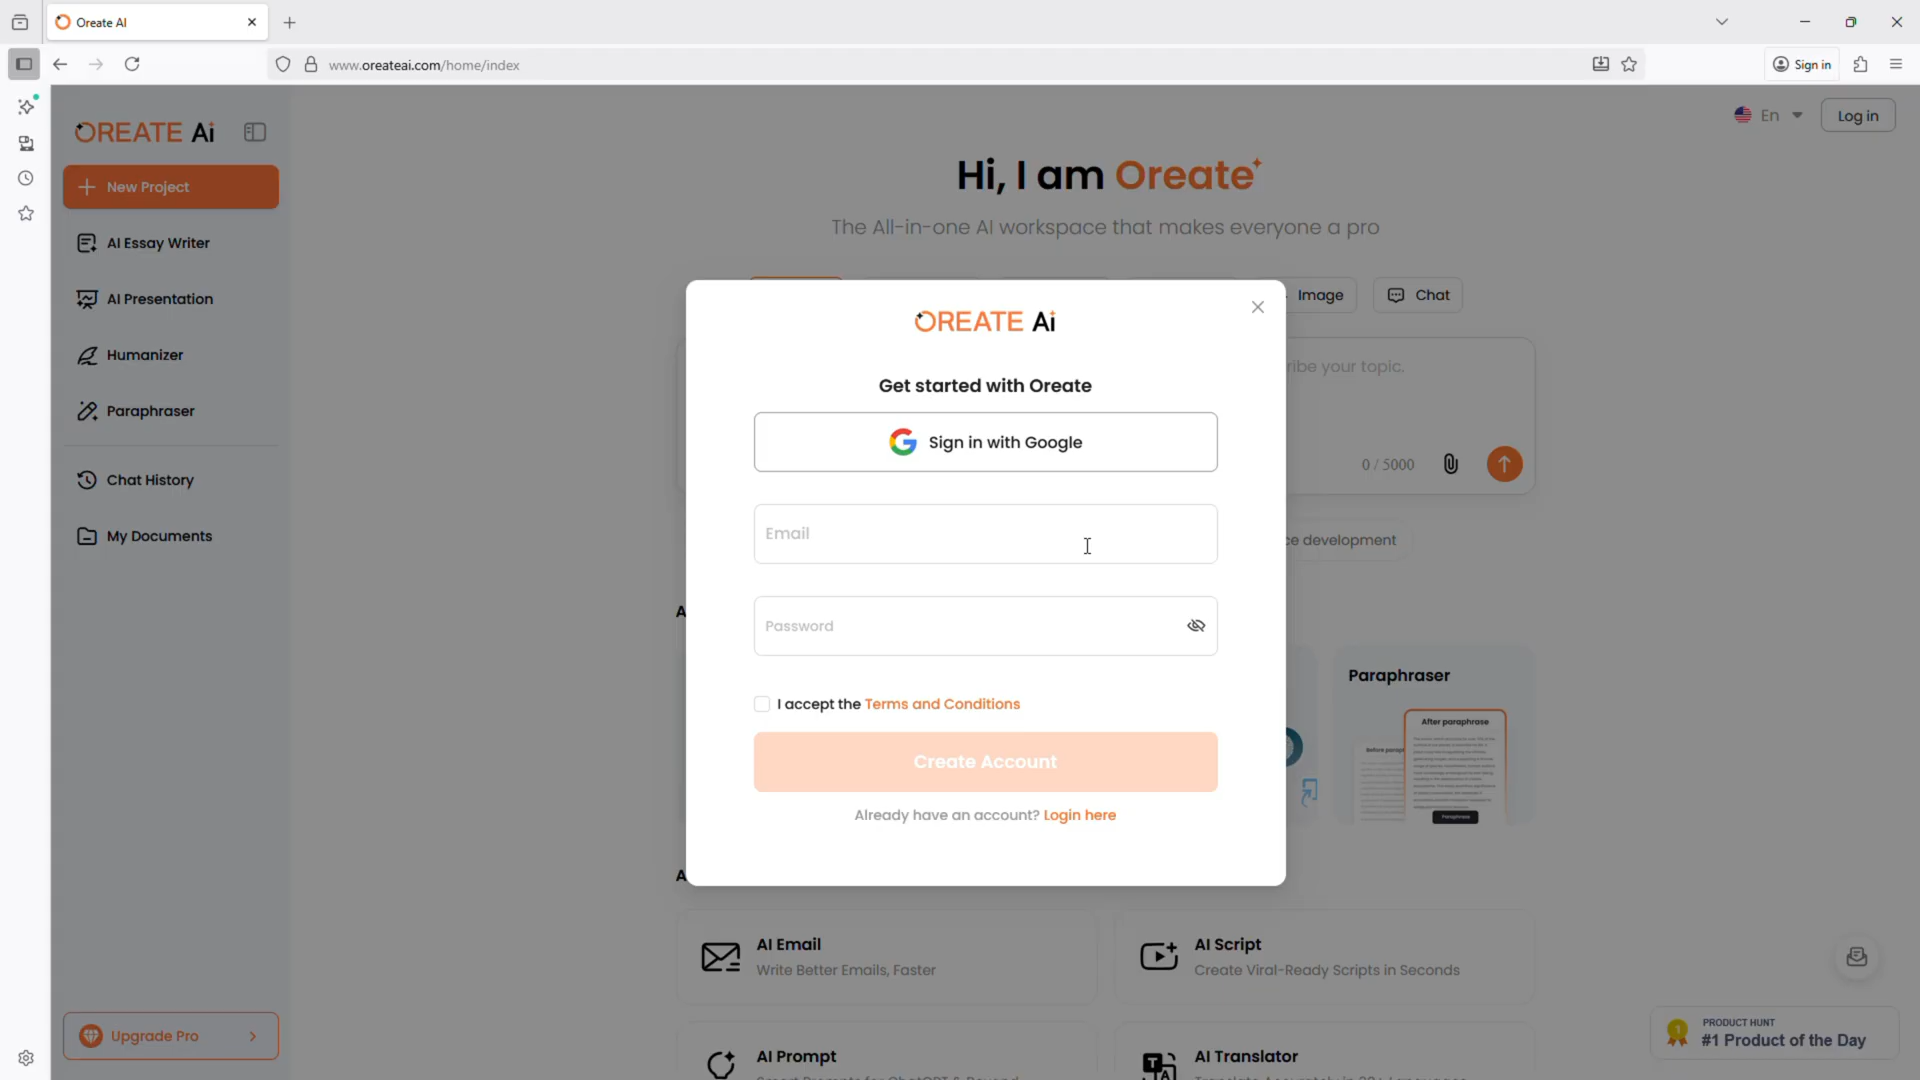 Oreate AI
www.oreateai.com/home/index
Sign in
OREATE Ai
New Project
AI Essay Writer
AI Presentation
Humanizer
Paraphraser
Chat History
My Documents
Upgrade Pro
En
Log in
Hi, I am Oreate
The All-in-one AI workspace that makes everyone a pro
Image
Chat
ribe your topic.
0 / 5000
ce development
OREATE Ai
Get started with Oreate
Sign in with Google
Email
Password
I accept the Terms and Conditions
Create Account
Already have an account? Login here
A
Paraphraser
After paraphrase
Before parap
Paraphrase
A
AI Email
Write Better Emails, Faster
AI Script
Create Viral-Ready Scripts in Seconds
AI Prompt
AI Translator
PRODUCT HUNT
#1 Product of the Day